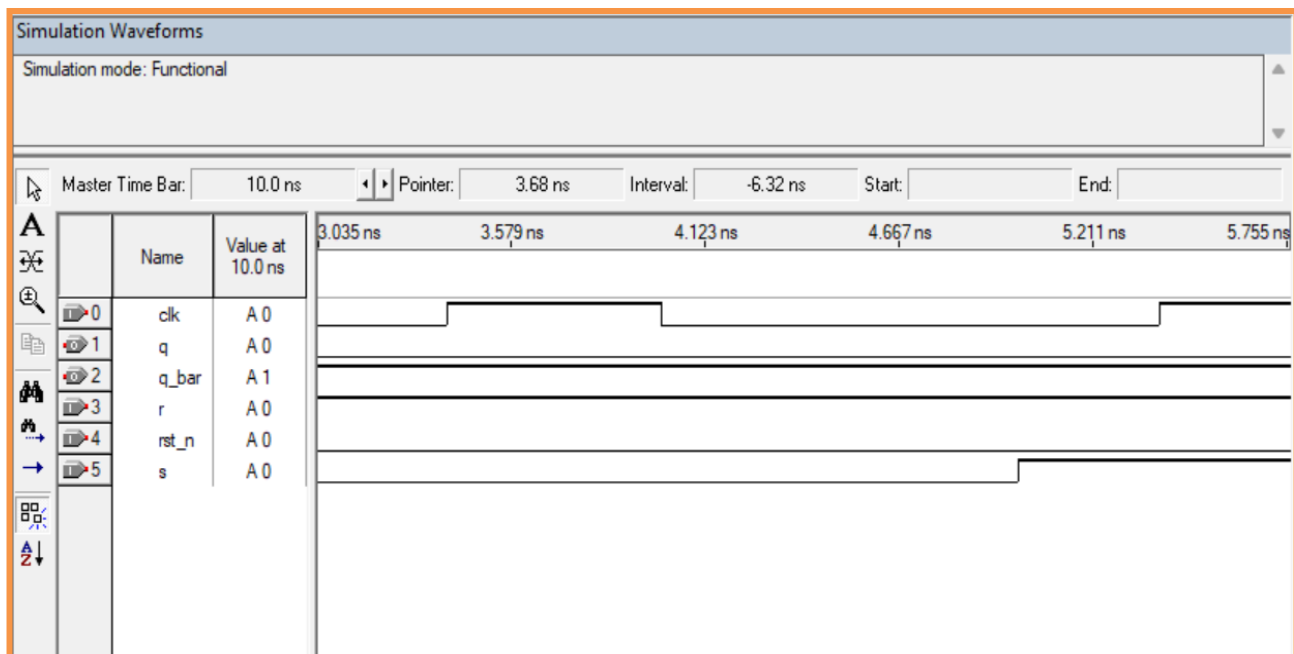 Simulation Waveforms
Simulation mode: Functional
Master Time Bar: 10.0 ns Pointer: 3.68 ns Interval: -6.32 ns Start: End:
Name Value at 10.0 ns 3.035 ns 3.579 ns 4.123 ns 4.667 ns 5.211 ns 5.755 ns
0 clk A 0
1 q A 0
2 q_bar A 1
3 r A 0
4 rst_n A 0
5 s A 0